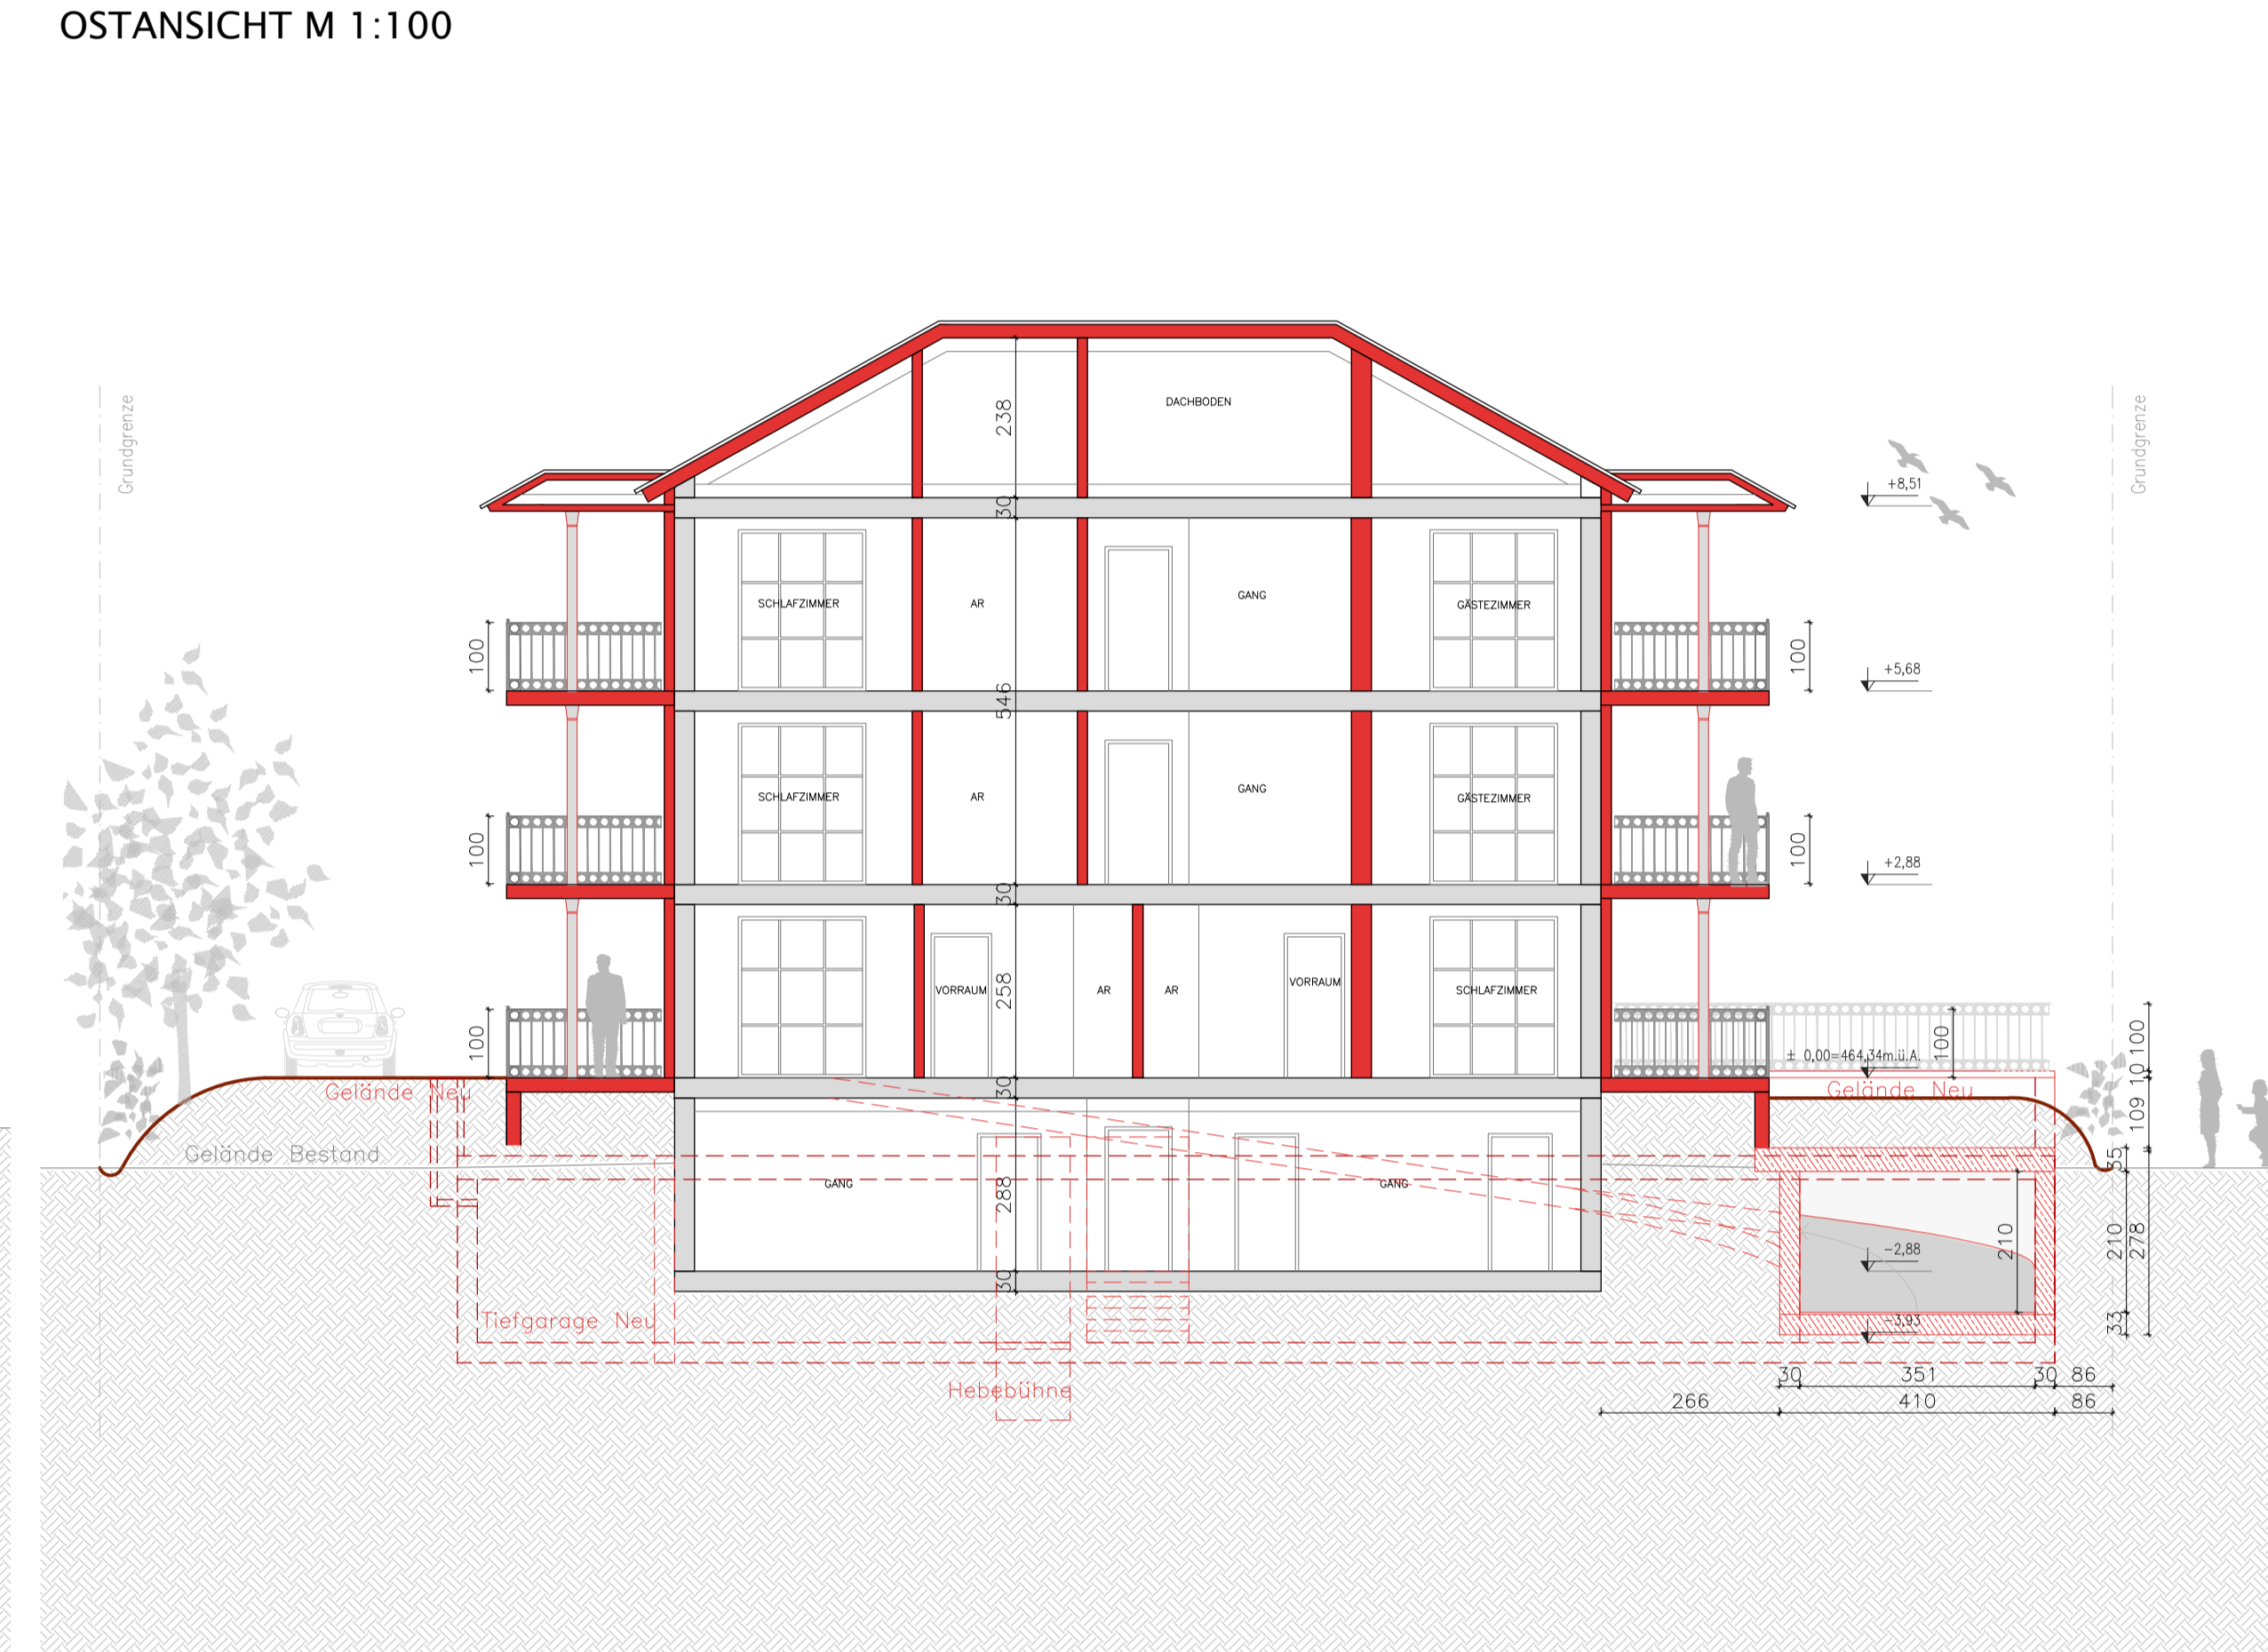 OSTANSICHT M 1:100
Grundgrenze
Grundgrenze
DACHBODEN
238
+8,51
30
SCHLAFZIMMER
AR
GANG
GÄSTEZIMMER
100
100
+5,68
546
SCHLAFZIMMER
AR
GANG
GÄSTEZIMMER
100
100
+2,88
30
VORRAUM
258
AR
AR
VORRAUM
SCHLAFZIMMER
100
± 0,00=464,34m.ü.A.
100
100
10
Gelände Neu
30
Gelände Neu
109
Gelände Bestand
35
GANG
288
GANG
210
-2,88
210
278
30
Tiefgarage Neu
-3,93
33
Hebebühne
30
351
30
86
266
410
86